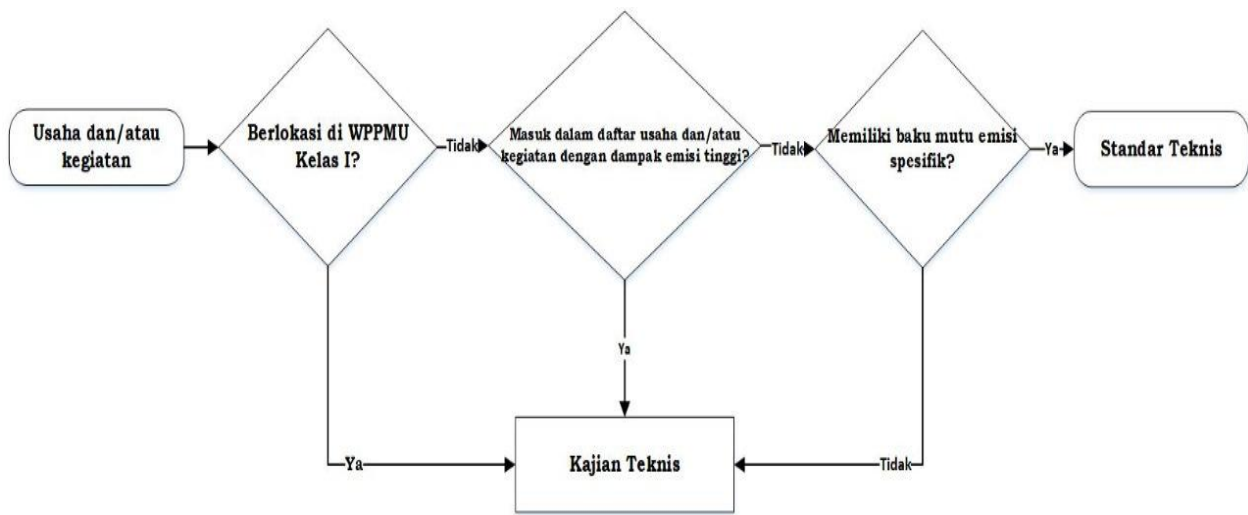 Usaha dan/atau
kegiatan
Berlokasi di WPPMU
Kelas I?
Tidak
Masuk dalam daftar usaha dan/atau
kegiatan dengan dampak emisi tinggi?
Tidak
Memiliki baku mutu emisi
spesifik?
Ya
Standar Teknis
Ya
Ya
Kajian Teknis
Tidak